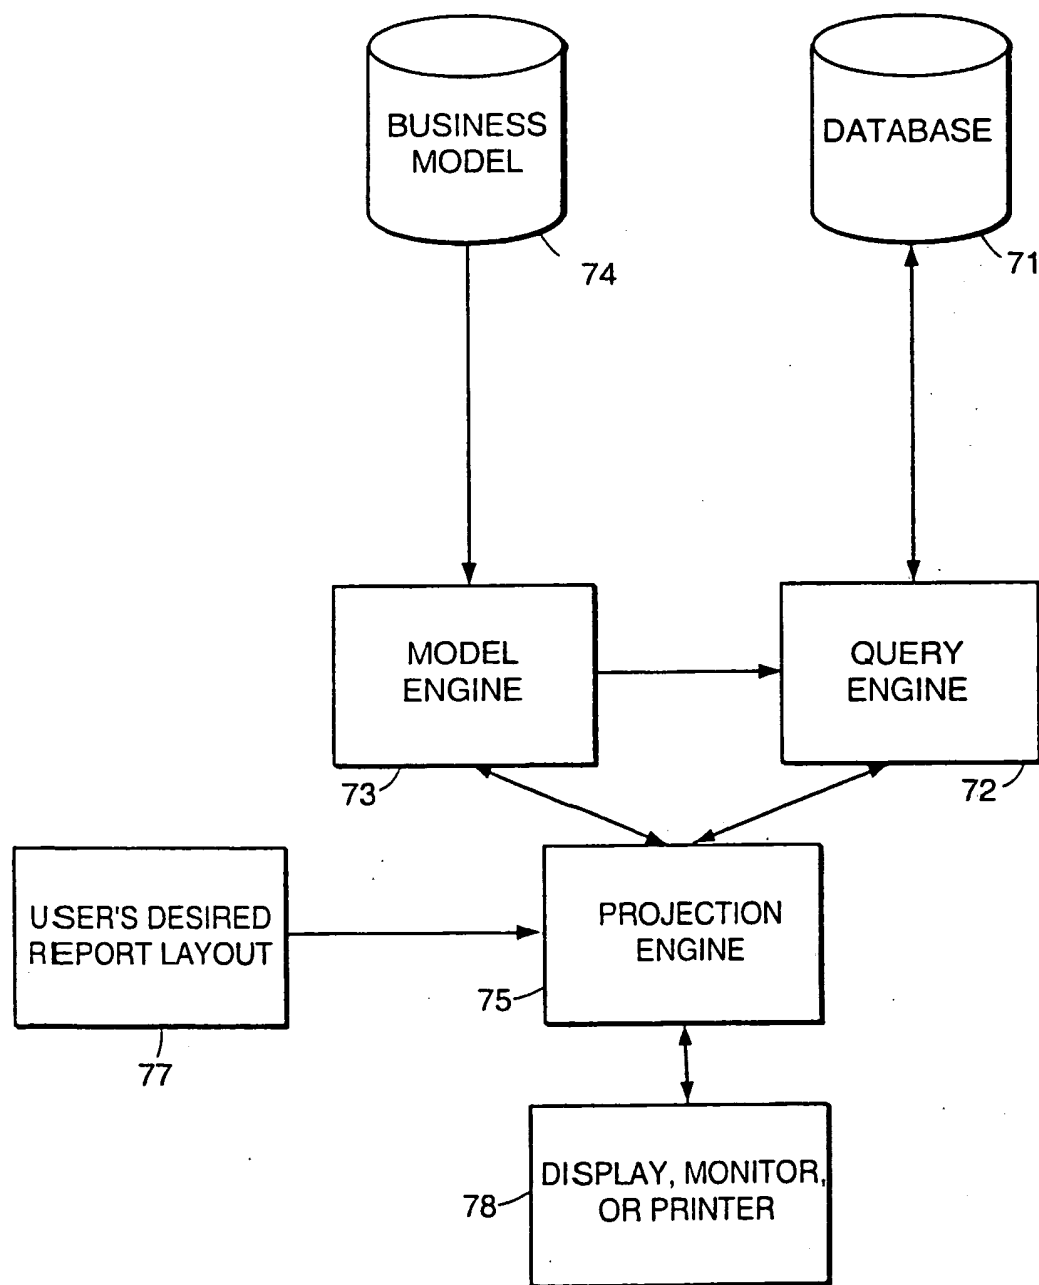 BUSINESS
MODEL
DATABASE
74
71
MODEL
ENGINE
QUERY
ENGINE
73
72
USER'S DESIRED
REPORT LAYOUT
PROJECTION
ENGINE
75
77
DISPLAY, MONITOR,
OR PRINTER
78